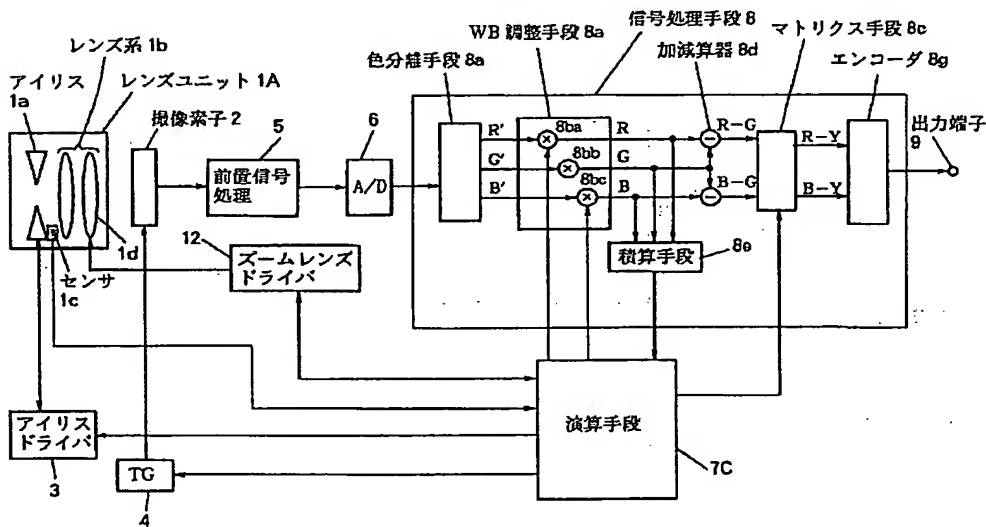 レンズ系 1b
アイリス
1a
レンズユニット 1A
撮像素子 2
5
前置信号
処理
6
A/D
色分離手段 8a
WB 調整手段 8a
信号処理手段 8
加減算器 8d
マトリクス手段 8c
エンコーダ 8g
出力端子
9
R'
G'
B'
8ba
8bb
8bc
R
G
B
R-G
B-G
R-Y
B-Y
積算手段
8e
1d
センサ
1c
12
ズームレンズ
ドライバ
アイリス
ドライバ
3
TG
4
演算手段
7C